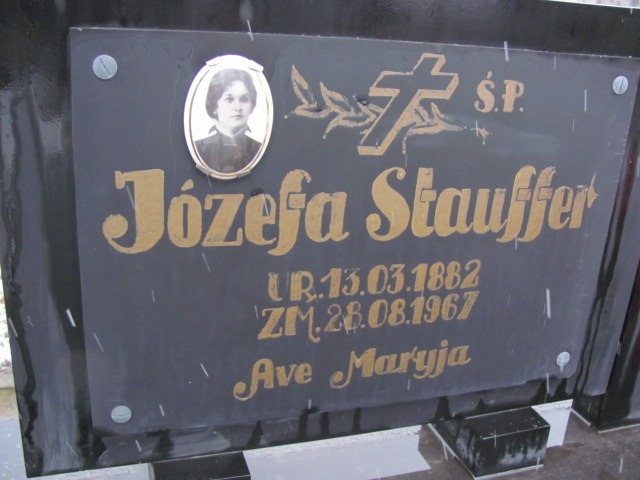 Ś.P.
Józefa Stauffer
UR. 13.03.1882
ZM. 28.08.1967
Ave Maryja